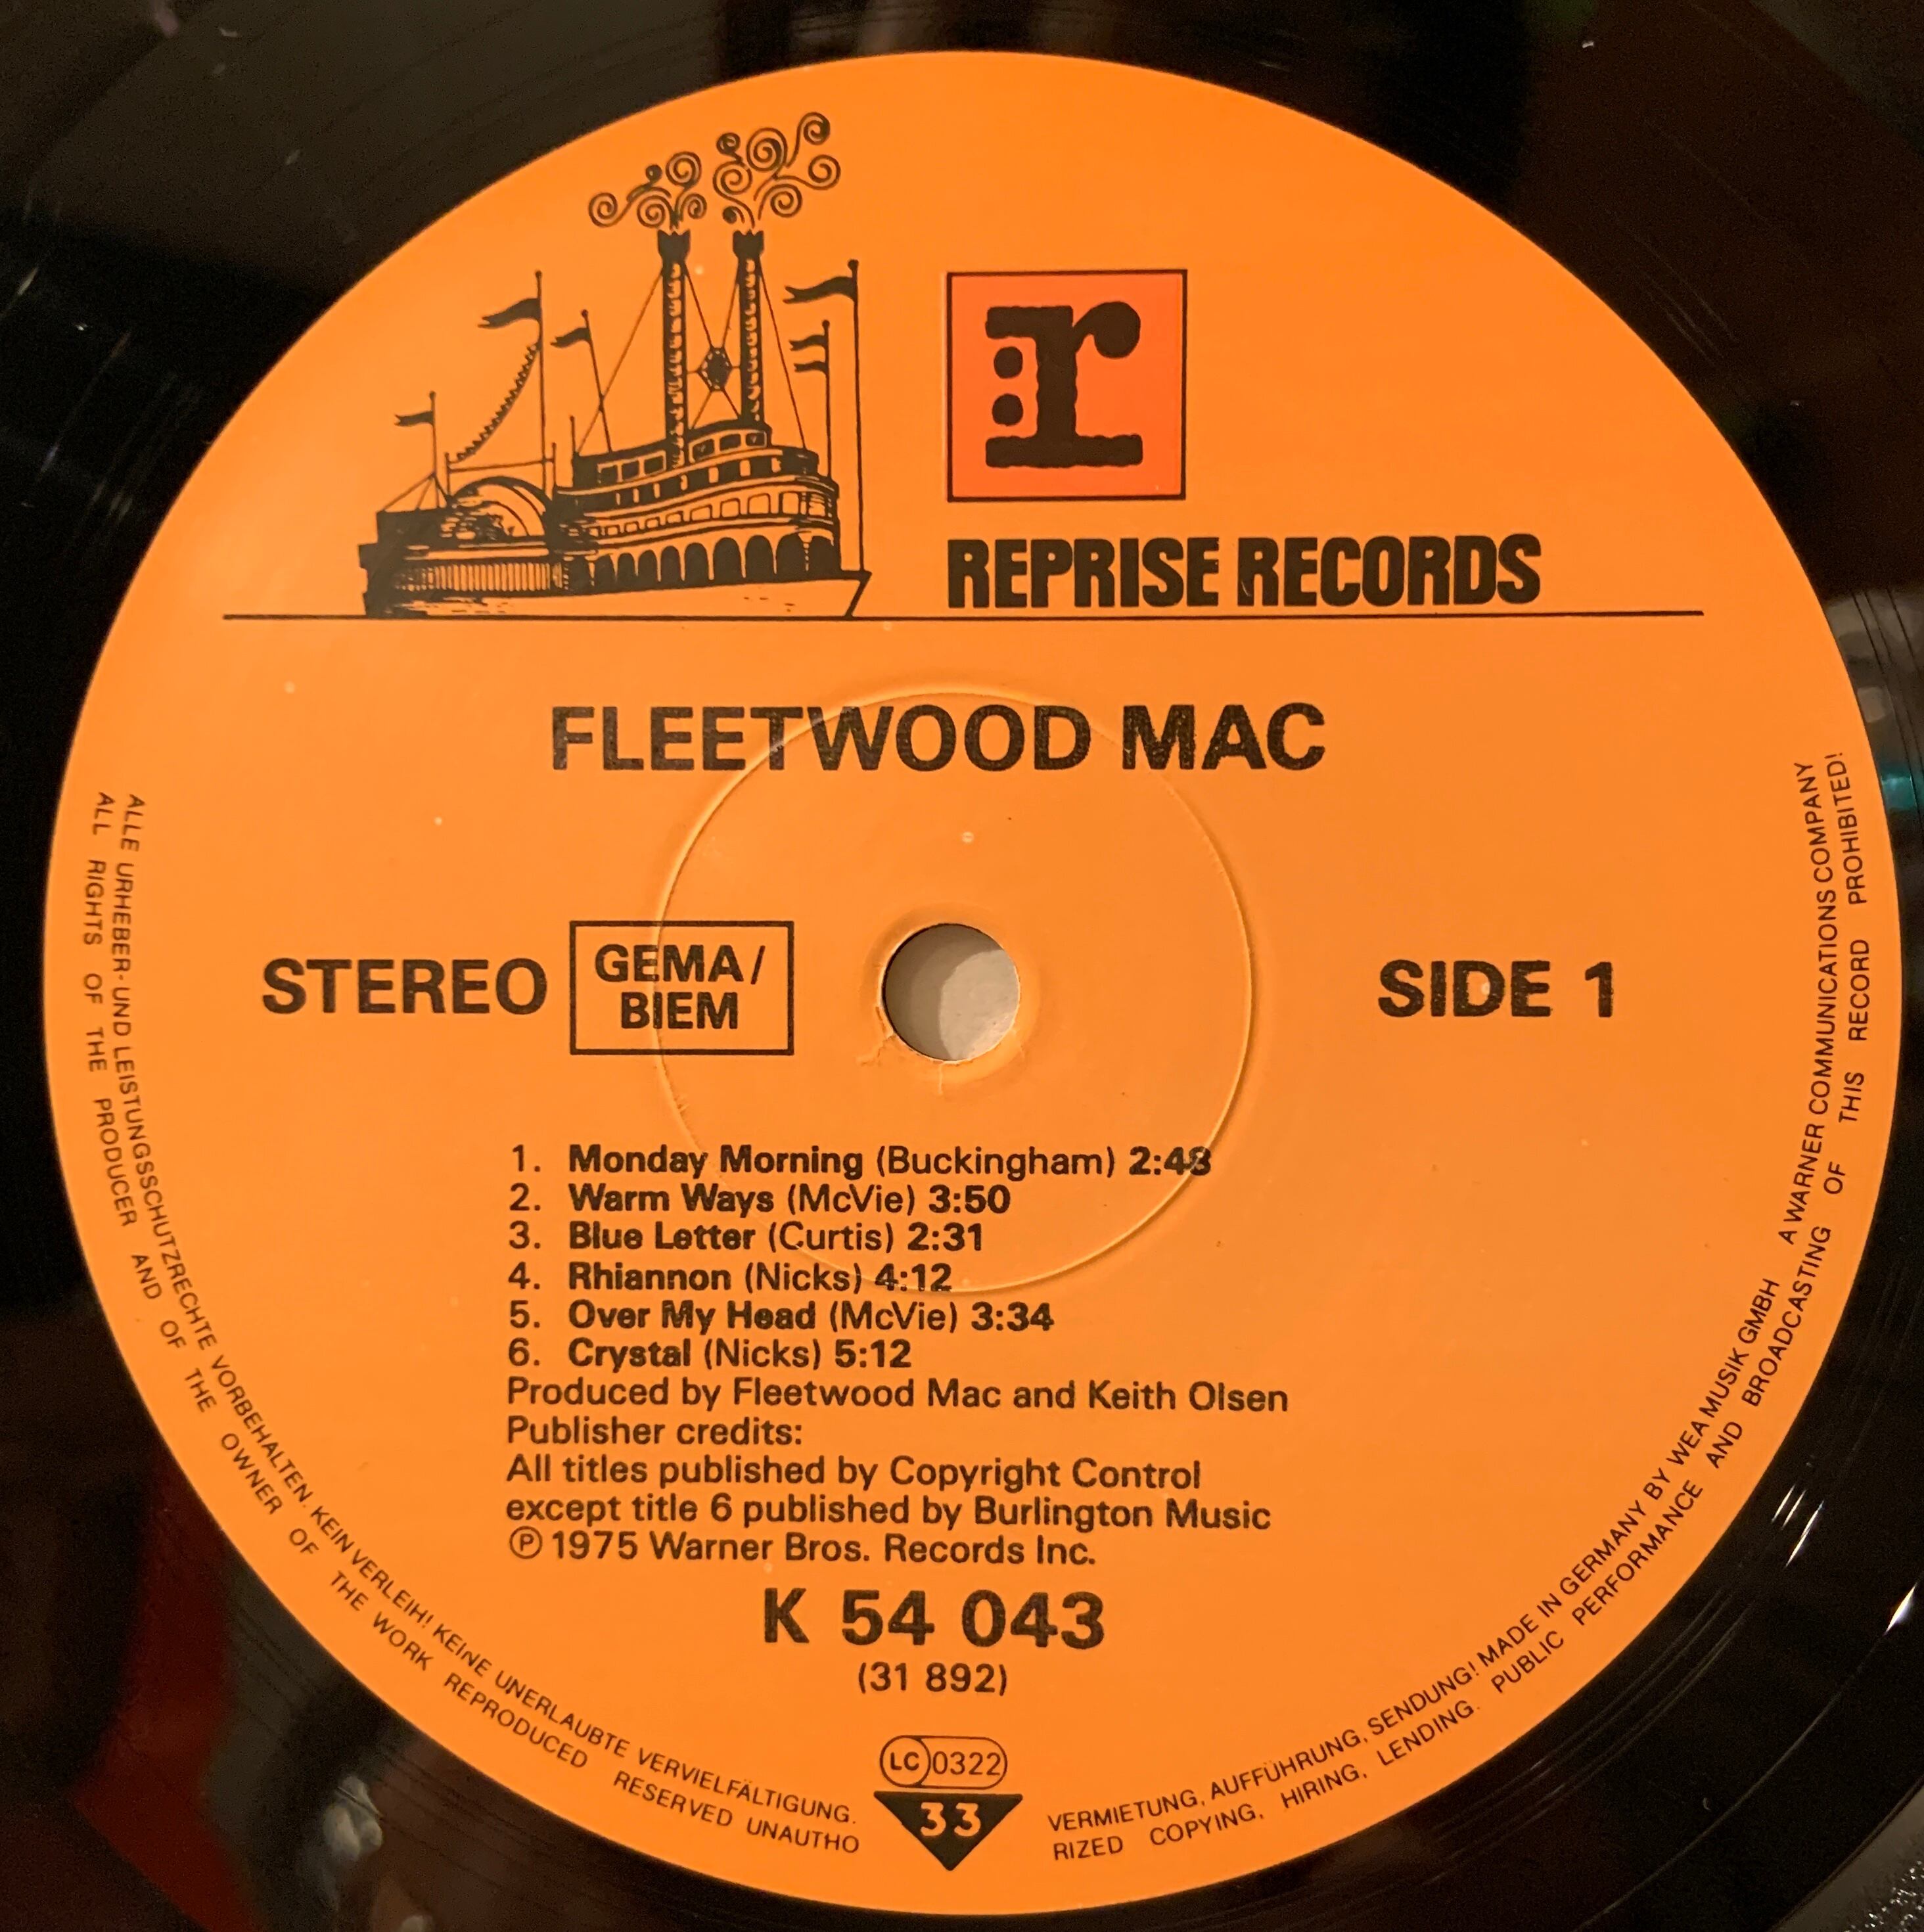 r
REPRISE RECORDS
FLEETWOOD MAC
STEREO
GEMA/
BIEM
SIDE 1
1. Monday Morning (Buckingham) 2:48
2. Warm Ways (McVie) 3:50
3. Blue Letter (Curtis) 2:31
4. Rhiannon (Nicks) 4:12
5. Over My Head (McVie) 3:34
6. Crystal (Nicks) 5:12
Produced by Fleetwood Mac and Keith Olsen
Publisher credits:
All titles published by Copyright Control
except title 6 published by Burlington Music
Ⓟ 1975 Warner Bros. Records Inc.
K 54 043
(31 892)
LC 0322
33
ALLE URHEBER- UND LEISTUNGSSCHUTZRECHTE VORBEHALTEN. KEIN VERLEIH! KEINE UNERLAUBTE VERVIELFÄLTIGUNG. VERMIETUNG, AUFFÜHRUNG, SENDUNG! MADE IN GERMANY BY WEA MUSIK GMBH A WARNER COMMUNICATIONS COMPANY
ALL RIGHTS OF THE PRODUCER AND OF THE OWNER OF THE WORK REPRODUCED RESERVED UNAUTHORIZED COPYING, HIRING, LENDING. PUBLIC PERFORMANCE AND BROADCASTING OF THIS RECORD PROHIBITED!